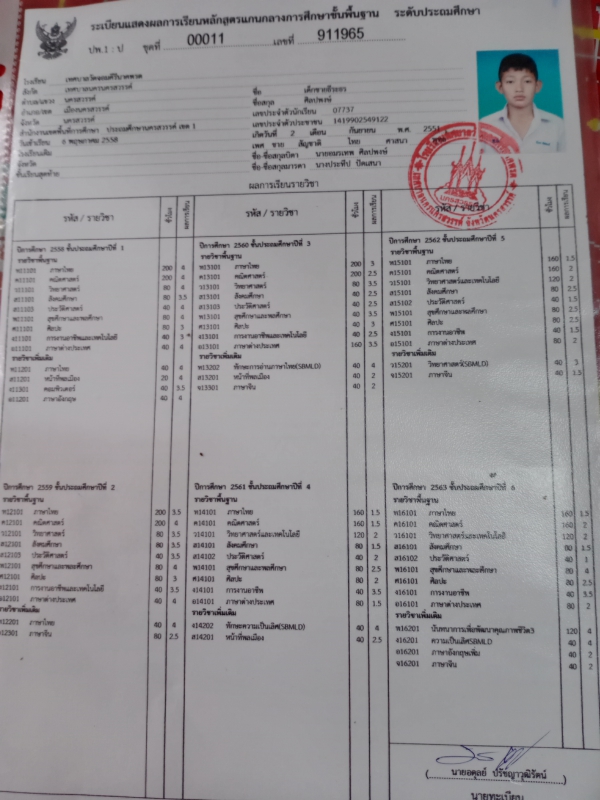 ระเบียนแสดงผลการเรียนหลักสูตรแกนกลางการศึกษาขั้นพื้นฐาน ระดับประถมศึกษา
ปพ.1 : ป ชุดที่ 00011 เลขที่ 911965
โรงเรียน เทศบาลวัดจอมคีรีนาคพรต
สังกัด เทศบาลนครนครสวรรค์
ตำบล/แขวง นครสวรรค์
อำเภอ/เขต เมืองนครสวรรค์
จังหวัด นครสวรรค์
สำนักงานเขตพื้นที่การศึกษา ประถมศึกษานครสวรรค์ เขต 1
วันเข้าเรียน 8 พฤษภาคม 2558
โรงเรียนเดิม
จังหวัด
ชั้นเรียนสุดท้าย
ชื่อ
ชื่อสกุล ศิลปพงษ์
เลขประจำตัวนักเรียน 07737
เลขประจำตัวประชาชน 1419902549122
เกิดวันที่ 2 เดือน กันยายน พ.ศ.
เพศ ชาย สัญชาติ ไทย ศาสนา
ชื่อ-ชื่อสกุลบิดา ศิลปพงษ์
ชื่อ-ชื่อสกุลมารดา
ผลการเรียนรายวิชา
รหัส / รายวิชา ชั่วโมง ผลการเรียน
ปีการศึกษา 2558 ชั้นประถมศึกษาปีที่ 1
รายวิชาพื้นฐาน
ท11101 ภาษาไทย 200 4
ค11101 คณิตศาสตร์ 200 4
ว11101 วิทยาศาสตร์ 80 4
ส11101 สังคมศึกษา 80 3.5
ส11103 ประวัติศาสตร์ 40 4
พ11101 สุขศึกษาและพลศึกษา 80 4
ศ11101 ศิลปะ 80 3
ง11101 การงานอาชีพและเทคโนโลยี 40 3
อ11101 ภาษาต่างประเทศ 40 4
รายวิชาเพิ่มเติม
ท11201 ภาษาไทย 40 4
หน้าที่พลเมือง 20 4
ง11301 คอมพิวเตอร์ 40 3.5
อ11201 ภาษาอังกฤษ 40 4
รหัส / รายวิชา ชั่วโมง ผลการเรียน
ปีการศึกษา 2560 ชั้นประถมศึกษาปีที่ 3
รายวิชาพื้นฐาน
ท13101 ภาษาไทย 200 3
ค13101 คณิตศาสตร์ 200 2.5
ว13101 วิทยาศาสตร์ 80 3.5
ส13101 สังคมศึกษา 40 2.5
ส13103 ประวัติศาสตร์ 40 2.5
พ13101 สุขศึกษาและพลศึกษา 40 3.5
ศ13101 ศิลปะ 40 3
ง13101 การงานอาชีพและเทคโนโลยี 40 4
อ13101 ภาษาต่างประเทศ 160 3.5
รายวิชาเพิ่มเติม
ท13202 ทักษะการอ่านภาษาไทย(SBMLD) 40 4
ส13201 หน้าที่พลเมือง 40 2
จ13301 ภาษาจีน 40 2
รหัส / รายวิชา ชั่วโมง ผลการเรียน
ปีการศึกษา 2562 ชั้นประถมศึกษาปีที่ 5
รายวิชาพื้นฐาน
ท15101 ภาษาไทย 160 1.5
ค15101 คณิตศาสตร์ 160 2
ว15101 วิทยาศาสตร์และเทคโนโลยี 120 2
ส15101 สังคมศึกษา 80 2.5
ส15102 ประวัติศาสตร์ 40 1.5
พ15101 สุขศึกษาและพลศึกษา 80 2.5
ศ15101 ศิลปะ 80 2.5
ง15101 การงานอาชีพ 40 2.5
อ15101 ภาษาต่างประเทศ 80 2
รายวิชาเพิ่มเติม
ว15201 วิทยาศาสตร์(SBMLD) 40 3
จ15201 ภาษาจีน 40 1.5
ปีการศึกษา 2559 ชั้นประถมศึกษาปีที่ 2
รายวิชาพื้นฐาน
ท12101 ภาษาไทย 200 3.5
ค12101 คณิตศาสตร์ 200 4
ว12101 วิทยาศาสตร์ 80 3.5
ส12101 สังคมศึกษา 80 3.5
ส12103 ประวัติศาสตร์ 40 3.5
พ12101 สุขศึกษาและพลศึกษา 80 4
ศ12101 ศิลปะ 80 3
ง12101 การงานอาชีพและเทคโนโลยี 40 3.5
อ12101 ภาษาต่างประเทศ 40 4
รายวิชาเพิ่มเติม
ท12201 ภาษาไทย 40 4
จ12301 ภาษาจีน 80 2.5
ปีการศึกษา 2561 ชั้นประถมศึกษาปีที่ 4
รายวิชาพื้นฐาน
ท14101 ภาษาไทย 160 1.5
ค14101 คณิตศาสตร์ 160 1.5
ว14101 วิทยาศาสตร์และเทคโนโลยี 120 2
ส14101 สังคมศึกษา 80 1.5
ส14102 ประวัติศาสตร์ 40 2
พ14101 สุขศึกษาและพลศึกษา 80 2.5
ศ14101 ศิลปะ 80 2
ง14101 การงานอาชีพ 40 3.5
อ14101 ภาษาต่างประเทศ 80 1.5
รายวิชาเพิ่มเติม
ง14202 ทักษะความเป็นเลิศ(SBMLD) 40 4
ส14201 หน้าที่พลเมือง 40 2.5
ปีการศึกษา 2563 ชั้นประถมศึกษาปีที่ 6
รายวิชาพื้นฐาน
ท16101 ภาษาไทย 160 1.5
ค16101 คณิตศาสตร์ 160 2
ว16101 วิทยาศาสตร์และเทคโนโลยี 120 2
ส16101 สังคมศึกษา 80 1.5
ส16102 ประวัติศาสตร์ 40 1
พ16101 สุขศึกษาและพลศึกษา 80 4
ศ16101 ศิลปะ 80 2.5
ง16101 การงานอาชีพ 40 3.5
อ16101 ภาษาต่างประเทศ 80 2
รายวิชาเพิ่มเติม
พ16201 นันทนาการเพื่อพัฒนาคุณภาพชีวิต3 120 4
ง16201 ความเป็นเลิศSBMLD 40 4
อ16201 ภาษาอังกฤษเพิ่ม 40 2
จ16201 ภาษาจีน 40 2
(นายอดุลย์ ปรัชญาวุฒิรัตน์)
นายทะเบียน